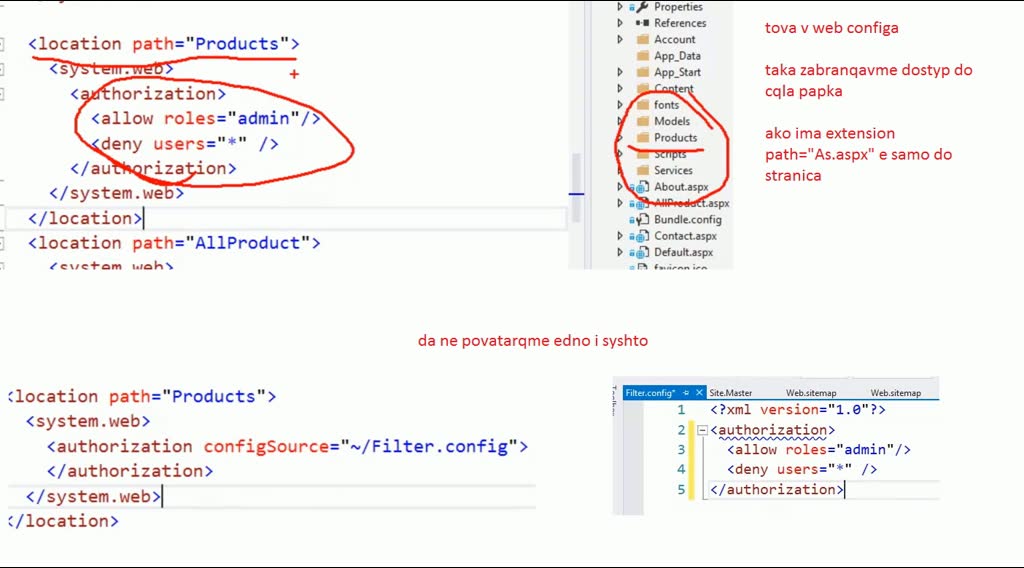 <location path="Products">
<system.web>
<authorization>
<allow roles="admin"/>
<deny users="*" />
</authorization>
</system.web>
</location>
<location path="AllProduct">
<system.web>
Properties
References
Account
App_Data
App_Start
Content
fonts
Models
Products
Scripts
Services
About.aspx
AllProduct.aspx
Bundle.config
Contact.aspx
Default.aspx
favicon.ico
tova v web configa
taka zabranqavme dostyp do
cqla papka
ako ima extension
path="As.aspx" e samo do
stranica
da ne povatarqme edno i syshto
<location path="Products">
<system.web>
<authorization configSource="~/Filter.config">
</authorization>
</system.web>
</location>
Filter.config* Site.Master Web.sitemap Web.sitemap
1 <?xml version="1.0"?>
2 <authorization>
3 <allow roles="admin"/>
4 <deny users="*" />
5 </authorization>